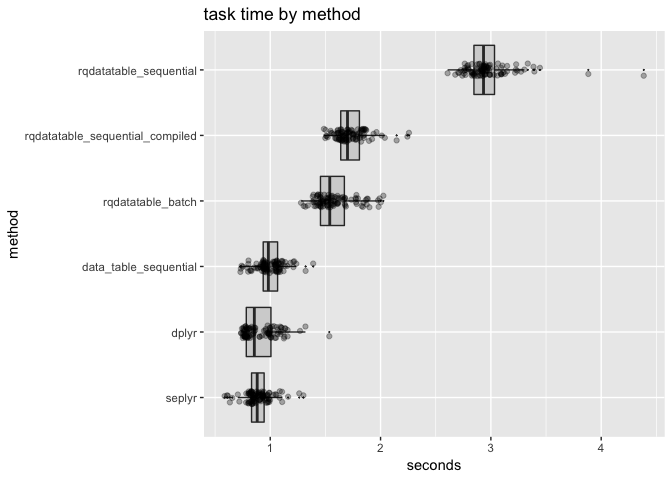 task time by method
rqdatatable_sequential
rqdatatable_sequential_compiled
rqdatatable_batch
data_table_sequential
dplyr
seplyr
method
1 2 3 4
seconds